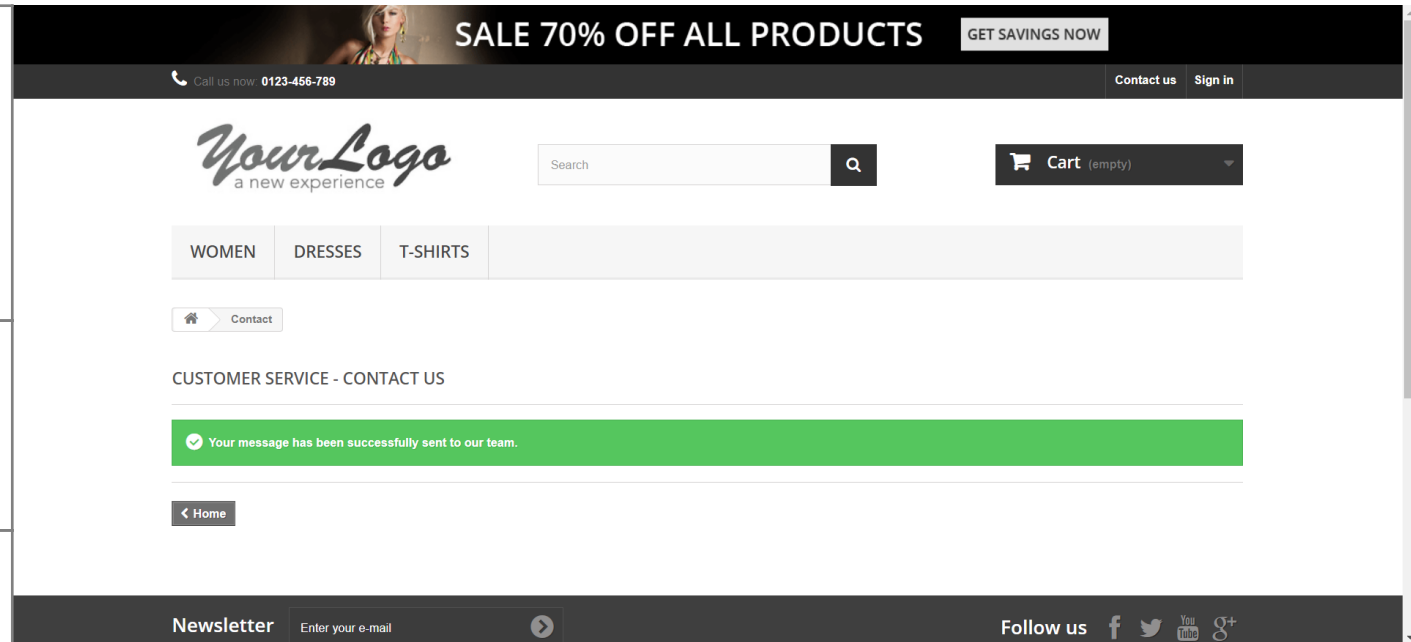 SALE 70% OFF ALL PRODUCTS GET SAVINGS NOW
Call us now: 0123-456-789 Contact us Sign in
YourLogo
a new experience
Search
Cart (empty)
WOMEN DRESSES T-SHIRTS
Contact
CUSTOMER SERVICE - CONTACT US
Your message has been successfully sent to our team.
Home
Newsletter Enter your e-mail Follow us f You Tube g+